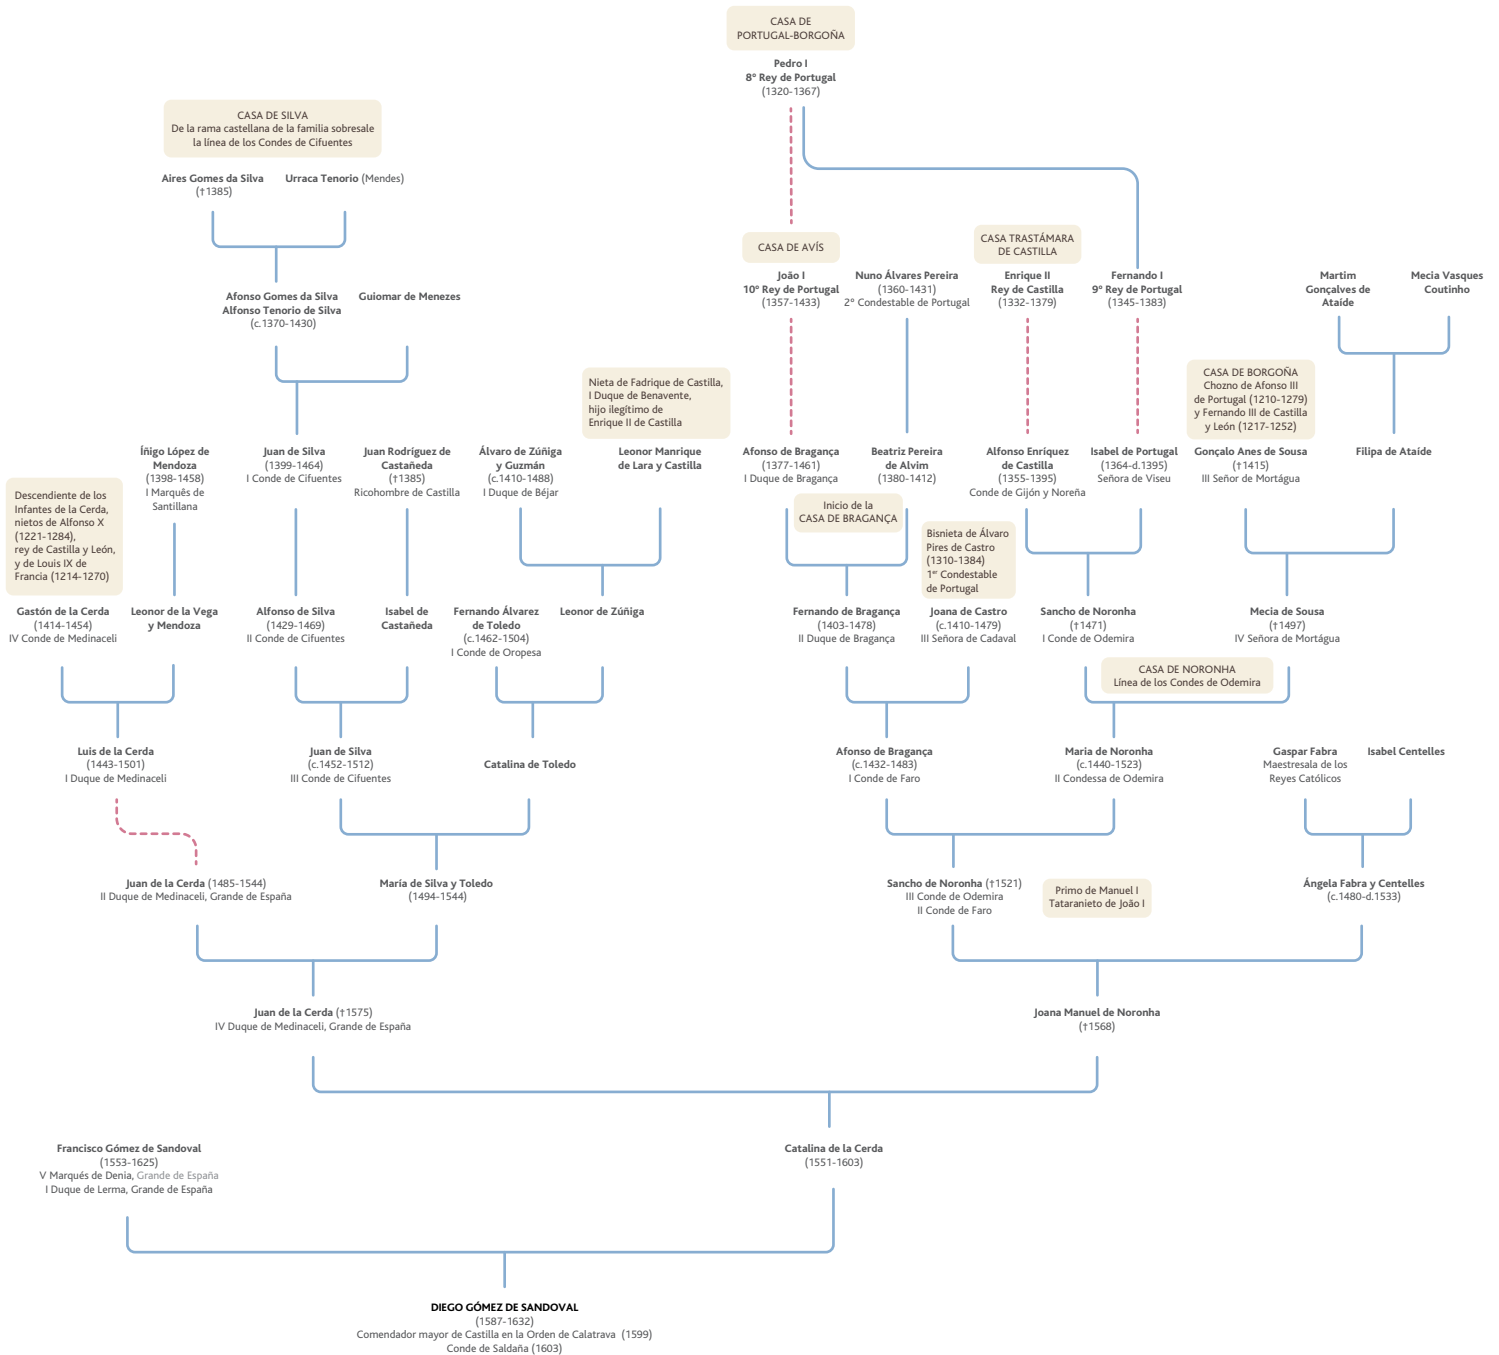 CASA DE
PORTUGAL-BORGOÑA
Pedro I
8º Rey de Portugal
(1320-1367)
CASA DE SILVA
De la rama castellana de la familia sobresale
la línea de los Condes de Cifuentes
Aires Gomes da Silva
(†1385)
Urraca Tenorio (Mendes)
CASA DE AVÍS
CASA TRASTÁMARA
DE CASTILLA
Afonso Gomes da Silva
Alfonso Tenorio de Silva
(c.1370-1430)
Guiomar de Menezes
João I
10º Rey de Portugal
(1357-1433)
Nuno Álvares Pereira
(1360-1431)
2º Condestable de Portugal
Enrique II
Rey de Castilla
(1332-1379)
Fernando I
9º Rey de Portugal
(1345-1383)
Martim
Gonçalves de
Ataíde
Mecia Vasques
Coutinho
Nieta de Fadrique de Castilla,
I Duque de Benavente,
hijo ilegítimo de
Enrique II de Castilla
CASA DE BORGOÑA
Chozno de Afonso III
de Portugal (1210-1279)
y Fernando III de Castilla
y León (1217-1252)
Íñigo López de
Mendoza
(1398-1458)
I Marquês de
Santillana
Juan de Silva
(1399-1464)
I Conde de Cifuentes
Juan Rodríguez de
Castañeda
(†1385)
Ricohombre de Castilla
Álvaro de Zúñiga
y Guzmán
(c.1410-1488)
I Duque de Béjar
Leonor Manrique
de Lara y Castilla
Afonso de Bragança
(1377-1461)
I Duque de Bragança
Beatriz Pereira
de Alvim
(1380-1412)
Alfonso Enríquez
de Castilla
(1355-1395)
Conde de Gijón y Noreña
Isabel de Portugal
(1364-d.1395)
Señora de Viseu
Gonçalo Anes de Sousa
(†1415)
III Señor de Mortágua
Filipa de Ataíde
Descendiente de los
Infantes de la Cerda,
nietos de Alfonso X
(1221-1284),
rey de Castilla y León,
y de Louis IX de
Francia (1214-1270)
Inicio de la
CASA DE BRAGANÇA
Bisnieta de Álvaro
Pires de Castro
(1310-1384)
1er Condestable
de Portugal
Gastón de la Cerda
(1414-1454)
IV Conde de Medinaceli
Leonor de la Vega
y Mendoza
Alfonso de Silva
(1429-1469)
II Conde de Cifuentes
Isabel de
Castañeda
Fernando Álvarez
de Toledo
(c.1462-1504)
I Conde de Oropesa
Leonor de Zúñiga
Fernando de Bragança
(1403-1478)
II Duque de Bragança
Joana de Castro
(c.1410-1479)
III Señora de Cadaval
Sancho de Noronha
(†1471)
I Conde de Odemira
Mecia de Sousa
(†1497)
IV Señora de Mortágua
CASA DE NORONHA
Línea de los Condes de Odemira
Luis de la Cerda
(1443-1501)
I Duque de Medinaceli
Juan de Silva
(c.1452-1512)
III Conde de Cifuentes
Catalina de Toledo
Afonso de Bragança
(c.1432-1483)
I Conde de Faro
Maria de Noronha
(c.1440-1523)
II Condessa de Odemira
Gaspar Fabra
Maestresala de los
Reyes Católicos
Isabel Centelles
Juan de la Cerda (1485-1544)
II Duque de Medinaceli, Grande de España
María de Silva y Toledo
(1494-1544)
Sancho de Noronha (†1521)
III Conde de Odemira
II Conde de Faro
Primo de Manuel I
Tataranieto de João I
Ángela Fabra y Centelles
(c.1480-d.1533)
Juan de la Cerda (†1575)
IV Duque de Medinaceli, Grande de España
Joana Manuel de Noronha
(†1568)
Francisco Gómez de Sandoval
(1553-1625)
V Marqués de Denia, Grande de España
I Duque de Lerma, Grande de España
Catalina de la Cerda
(1551-1603)
DIEGO GÓMEZ DE SANDOVAL
(1587-1632)
Comendador mayor de Castilla en la Orden de Calatrava (1599)
Conde de Saldaña (1603)